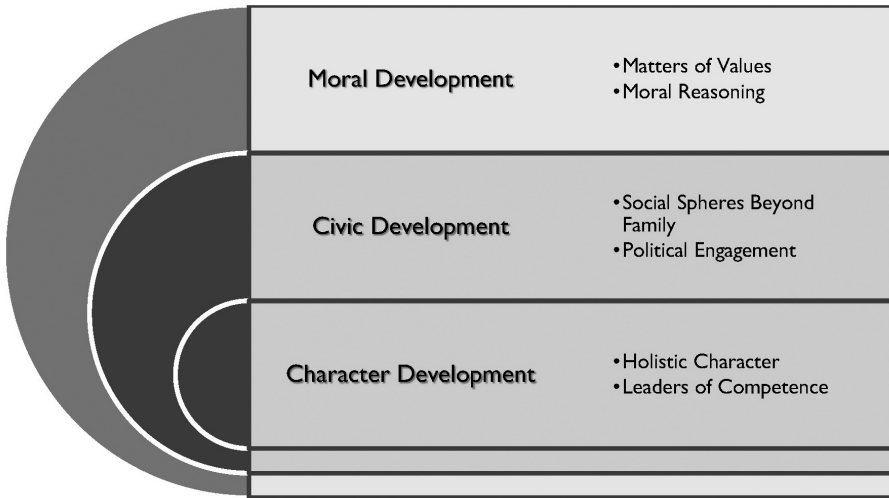 Moral Development
•Matters of Values
•Moral Reasoning
Civic Development
•Social Spheres Beyond
Family
•Political Engagement
Character Development
•Holistic Character
•Leaders of Competence